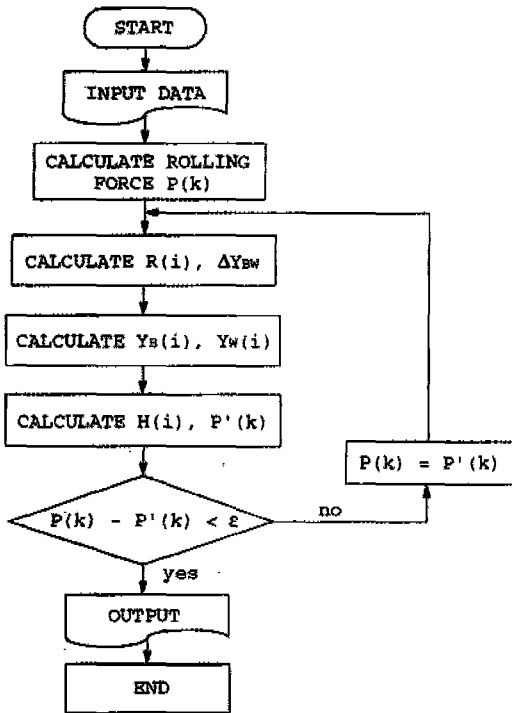 START
INPUT DATA
CALCULATE ROLLING
FORCE P(k)
CALCULATE R(i), ΔYBW
CALCULATE YB(i), YW(i)
CALCULATE H(i), P'(k)
P(k) = P'(k)
P(k) - P'(k) < ε
no
yes
OUTPUT
END